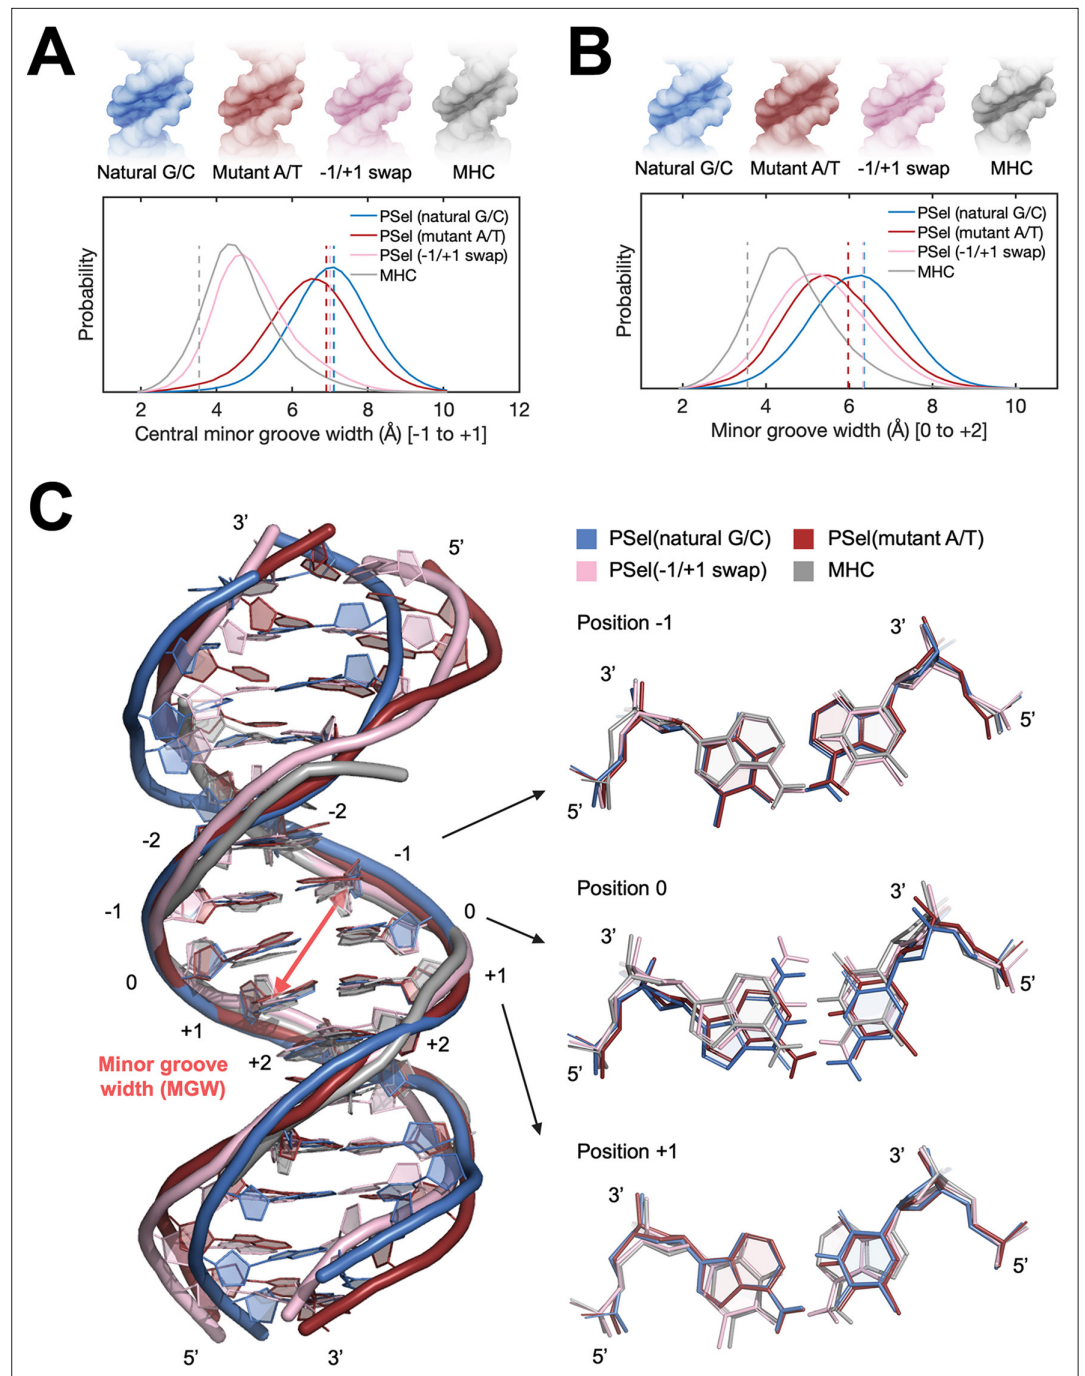 A
Natural G/C
Mutant A/T
-1/+1 swap
MHC
PSel (natural G/C)
PSel (mutant A/T)
PSel (-1/+1 swap)
MHC
Probability
2
4
6
8
10
12
Central minor groove width (Å) [-1 to +1]
B
Natural G/C
Mutant A/T
-1/+1 swap
MHC
PSel (natural G/C)
PSel (mutant A/T)
PSel (-1/+1 swap)
MHC
Probability
2
4
6
8
10
Minor groove width (Å) [0 to +2]
C
3’
5’
-2
-2
-1
-1
0
0
+1
+1
+2
+2
Minor groove
width (MGW)
5’
3’
PSel(natural G/C)
PSel(mutant A/T)
PSel(-1/+1 swap)
MHC
Position -1
3’
3’
5’
5’
Position 0
3’
3’
5’
5’
Position +1
3’
3’
5’
5’